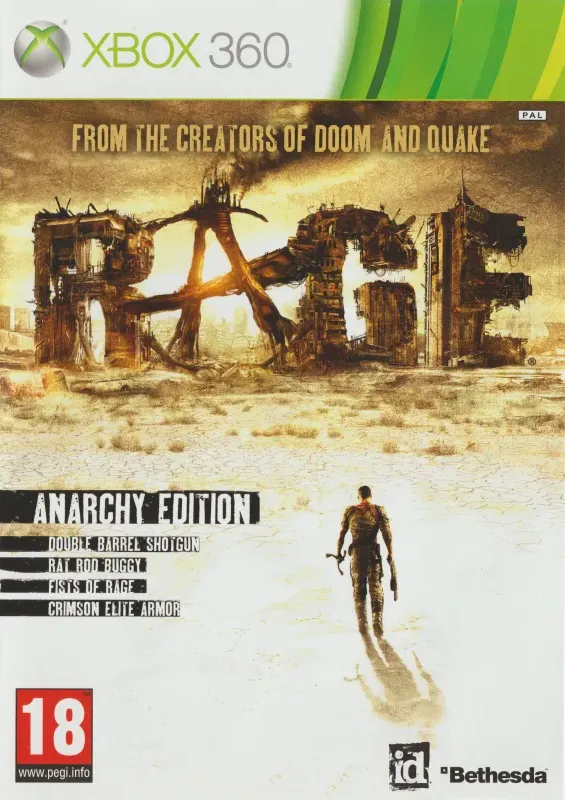 XBOX 360
PAL
FROM THE CREATORS OF DOOM AND QUAKE
RAGE
®
ANARCHY EDITION
DOUBLE BARREL SHOTGUN
RAT ROD BUGGY
FISTS OF RAGE
CRIMSON ELITE ARMOR
18
www.pegi.info
id
Bethesda